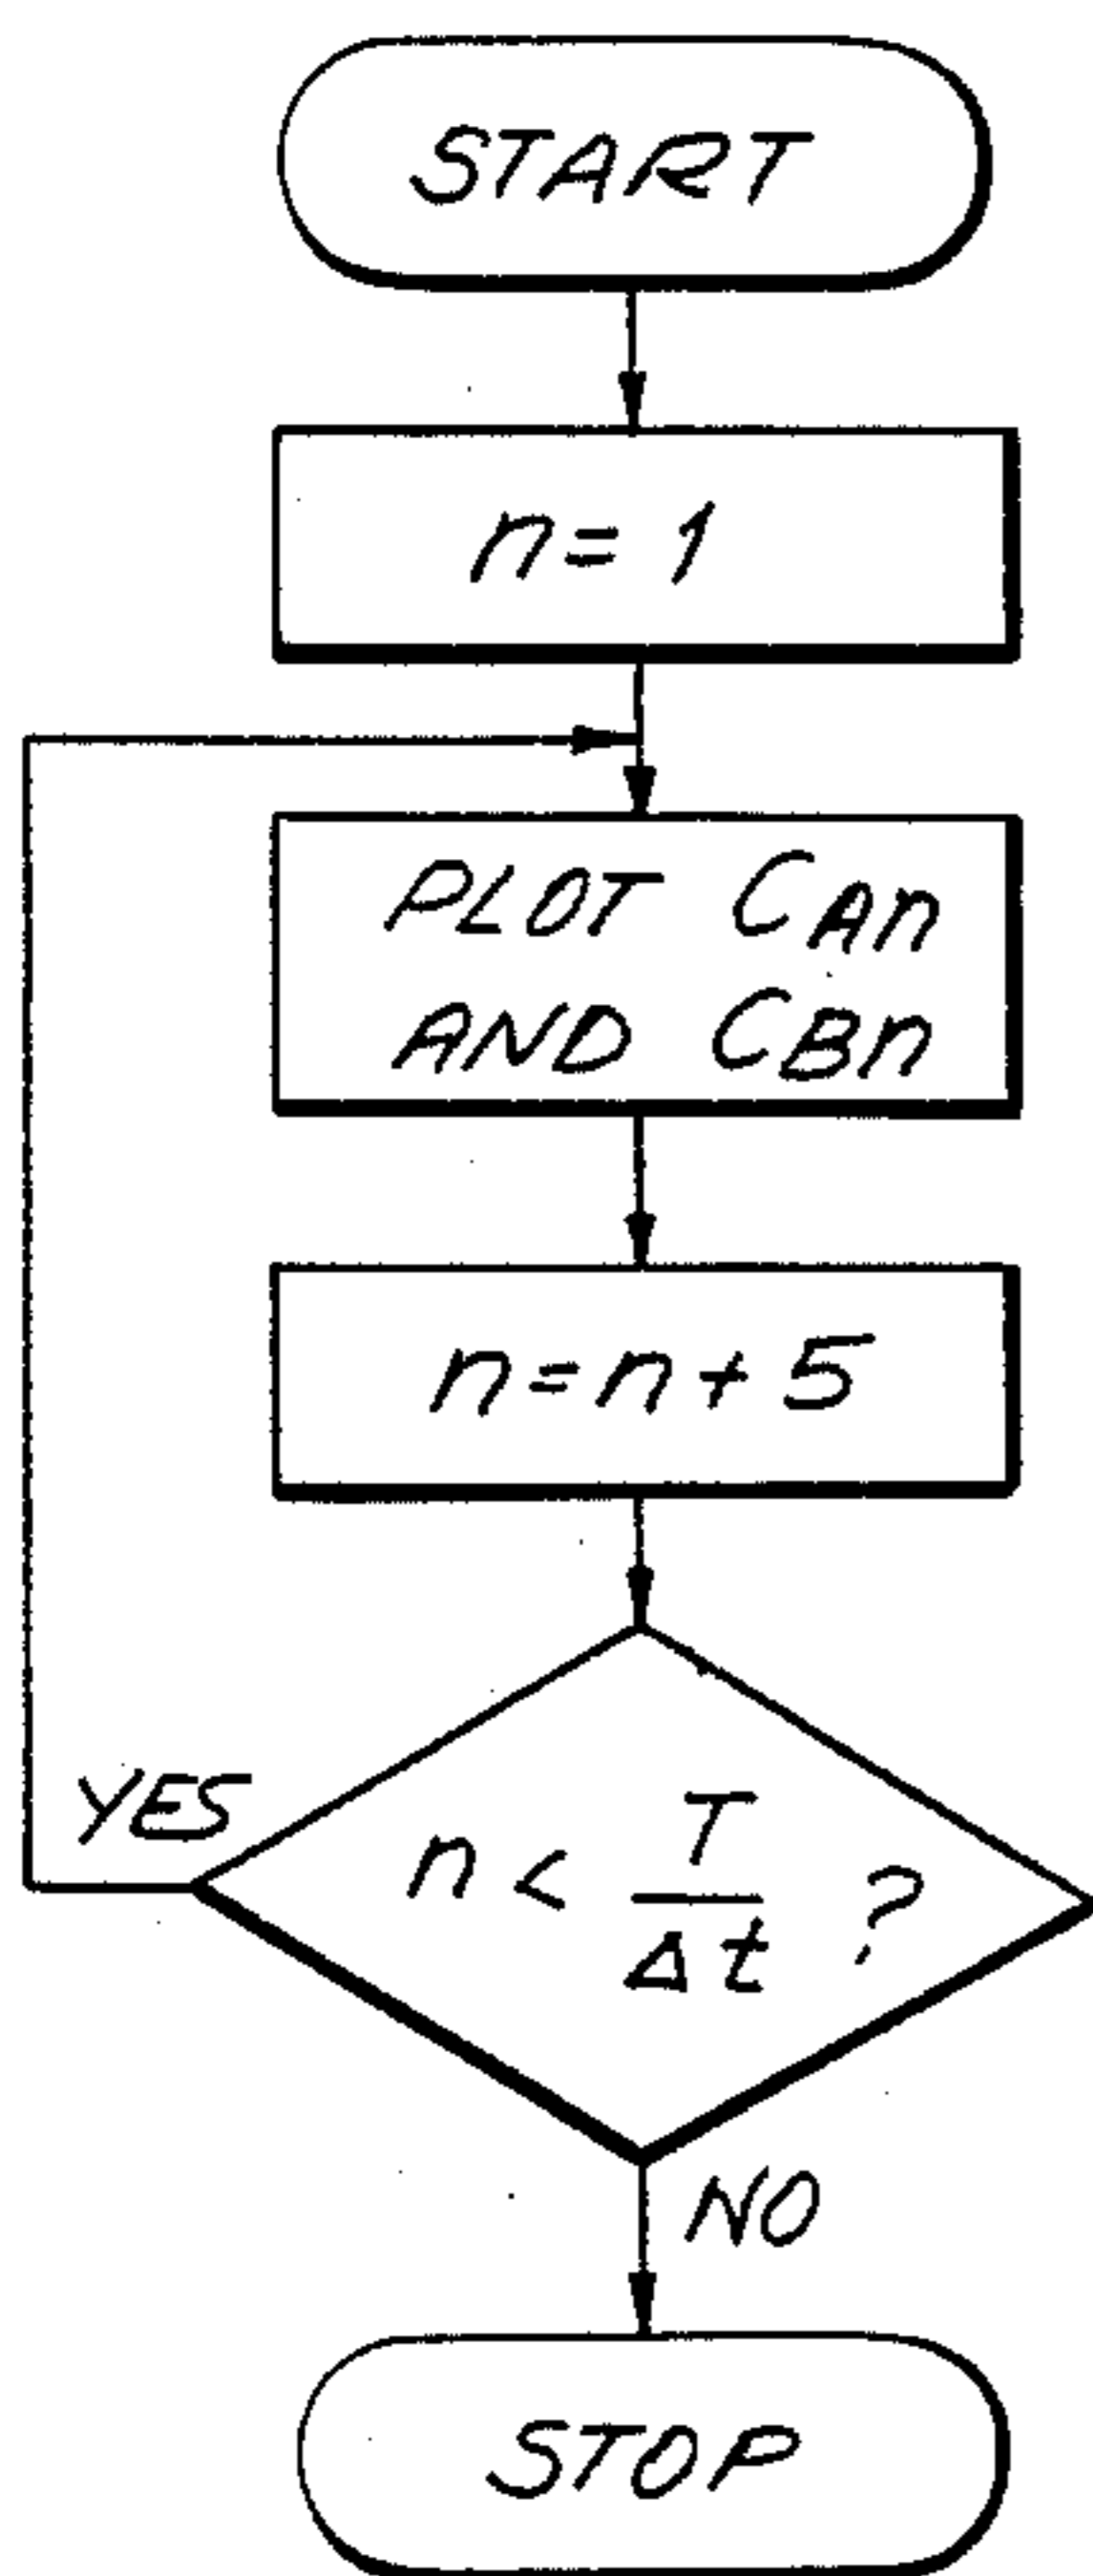 START
n = 1
PLOT CAn
AND CBn
n = n + 5
YES
n < T/Δt ?
NO
STOP